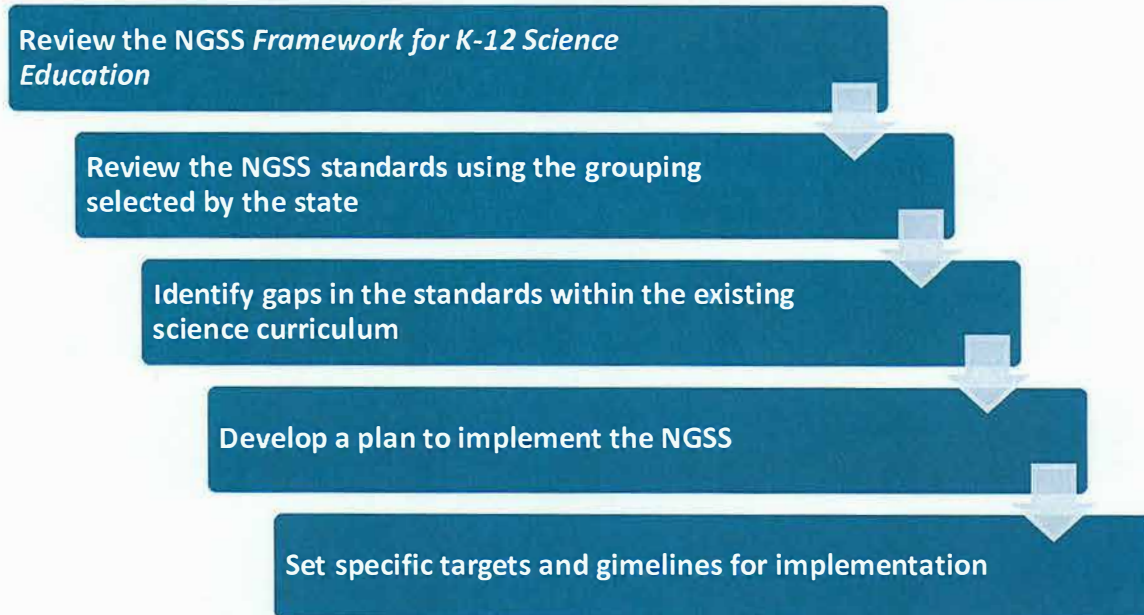 Review the NGSS Framework for K-12 Science
Education
Review the NGSS standards using the grouping
selected by the state
Identify gaps in the standards within the existing
science curriculum
Develop a plan to implement the NGSS
Set specific targets and gimelines for implementation